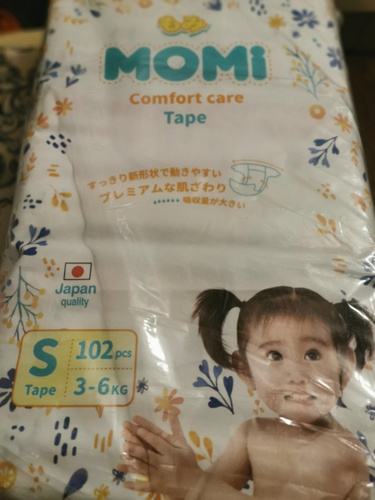 もみ
MOMi
Comfort care
Tape
すっきり新形状で動きやすい
プレミアムな肌ざわり
吸収量が大きい
Japan
quality
S
Tape
102 pcs
3-6 KG